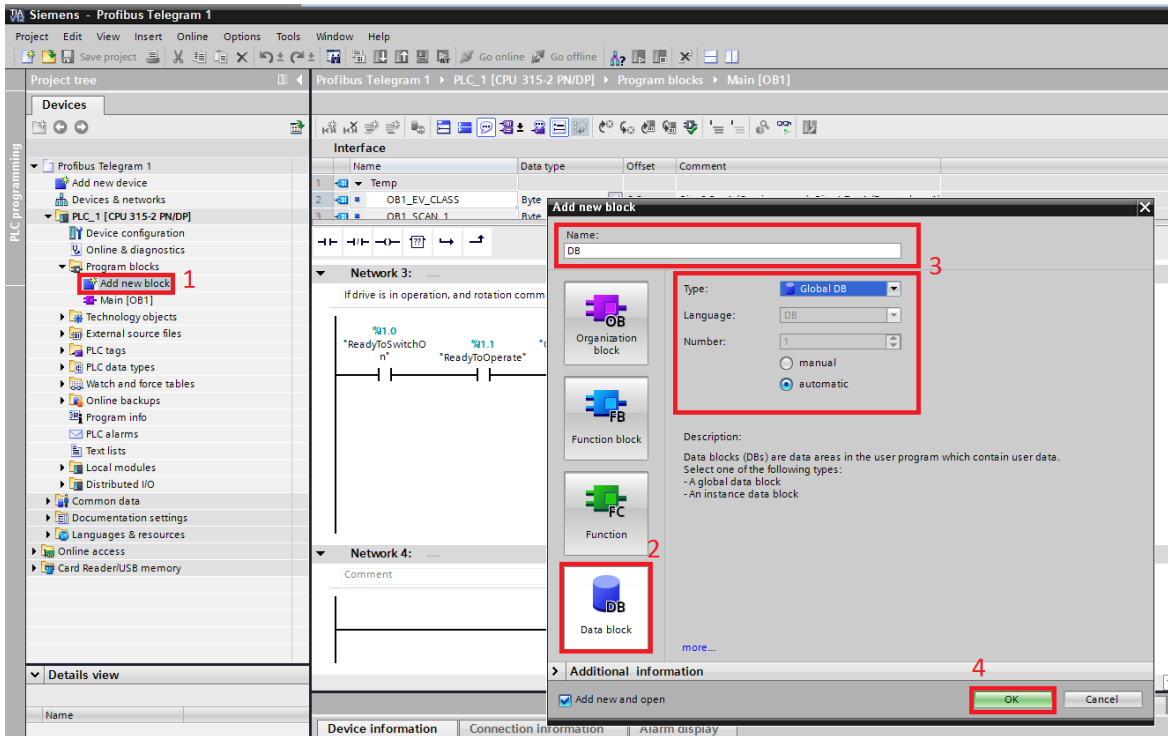 Siemens - Profibus Telegram 1
Project Edit View Insert Online Options Tools Window Help
Save project Go online Go offline
Project tree
Profibus Telegram 1 PLC_1 [CPU 315-2 PN/DP] Program blocks Main [OB1]
Devices
PLC programming
Profibus Telegram 1
Add new device
Devices & networks
PLC_1 [CPU 315-2 PN/DP]
Device configuration
Online & diagnostics
Program blocks
Add new block
1
Main [OB1]
Technology objects
External source files
PLC tags
PLC data types
Watch and force tables
Online backups
Program info
PLC alarms
Text lists
Local modules
Distributed I/O
Common data
Documentation settings
Languages & resources
Online access
Card Reader/USB memory
Details view
Name
Interface
Name Data type Offset Comment
1 Temp
2 OB1_EV_CLASS Byte
3 OB1_SCAN_1 Byte
Network 3: .....
If drive is in operation, and rotation comm
%I1.0
"ReadyToSwitchO
n"
%I1.1
"ReadyToOperate"
Network 4: .....
Comment
Add new block
Name:
DB
3
OB
Organization
block
FB
Function block
FC
Function
2
DB
Data block
Type: Global DB
Language: DB
Number: 1
manual
automatic
Description:
Data blocks (DBs) are data areas in the user program which contain user data.
Select one of the following types:
- A global data block
- An instance data block
more...
Additional information
4
Add new and open
OK Cancel
Device information Connection information Alarm display